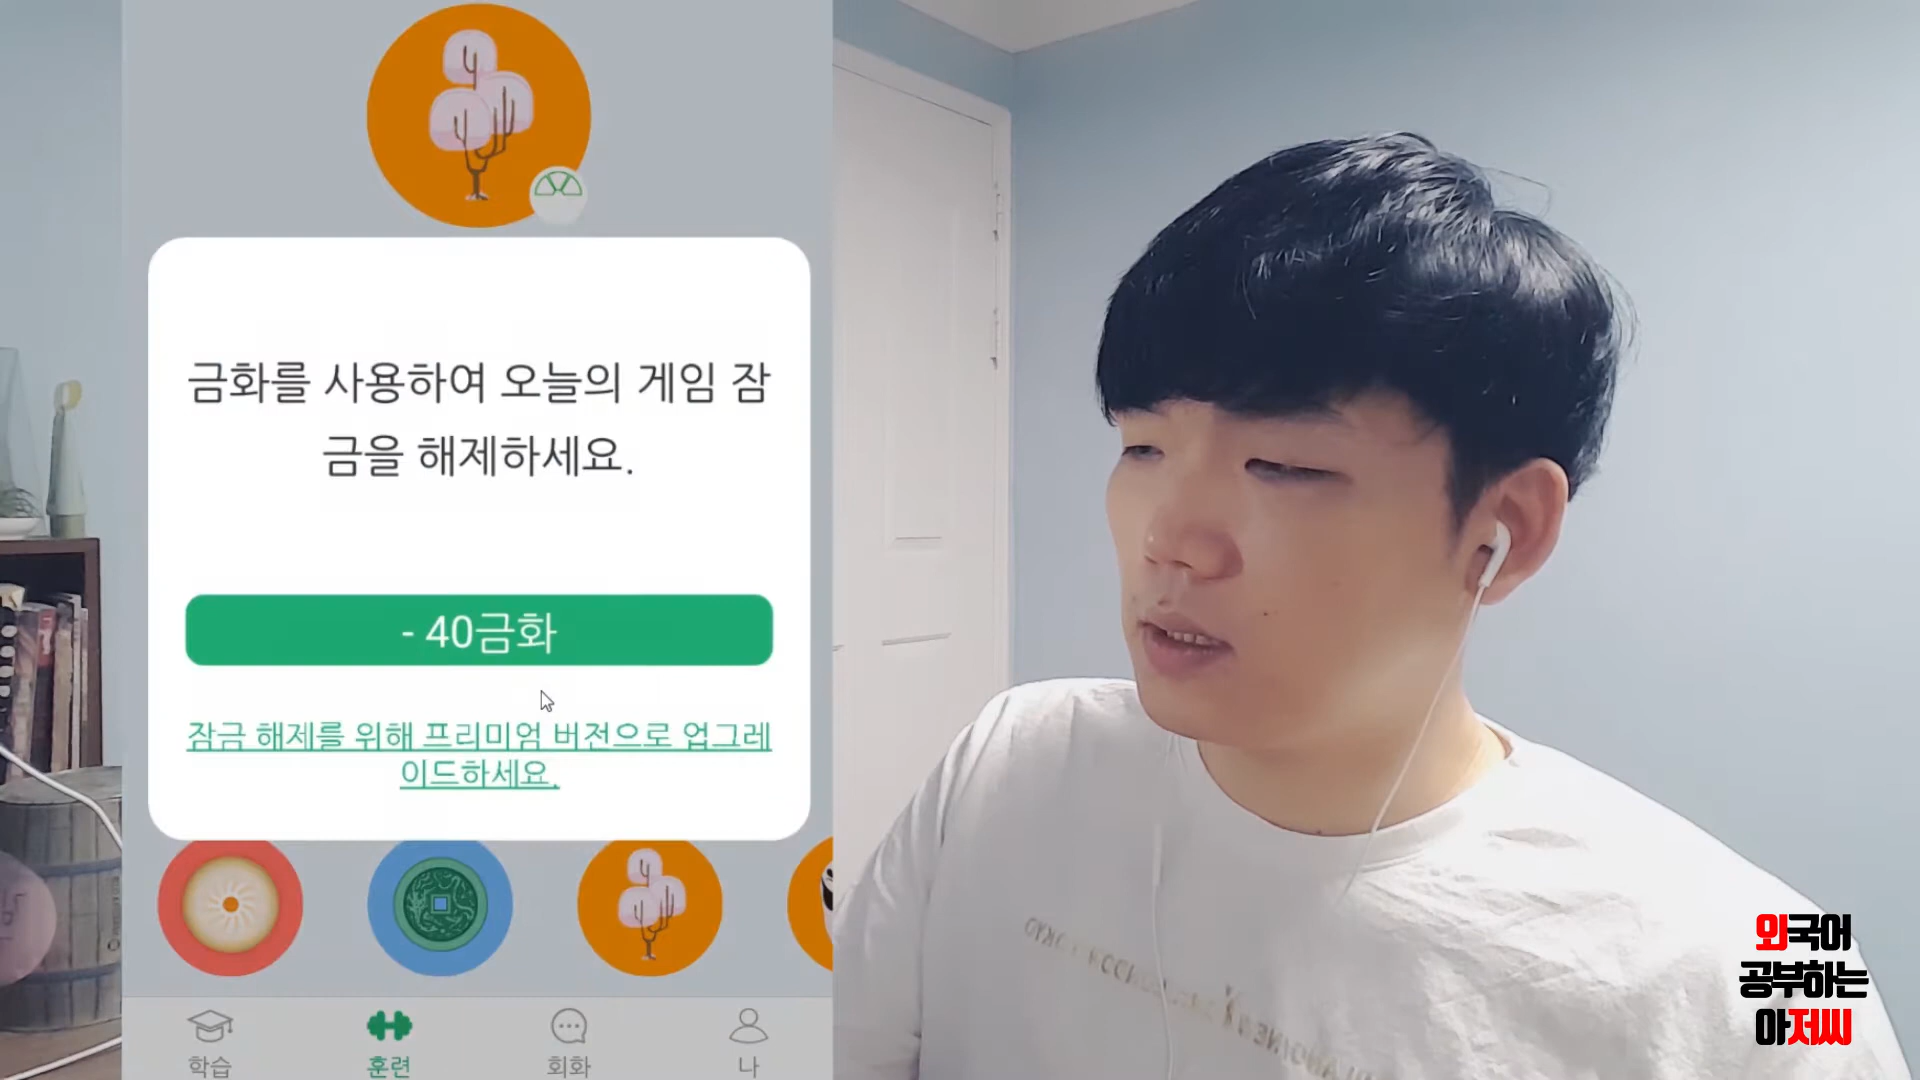 금화를 사용하여 오늘의 게임 잠
금을 해제하세요.
- 40금화
잠금 해제를 위해 프리미엄 버전으로 업그레
이드하세요.
학습
훈련
회화
나
외국어
공부하는
아저씨